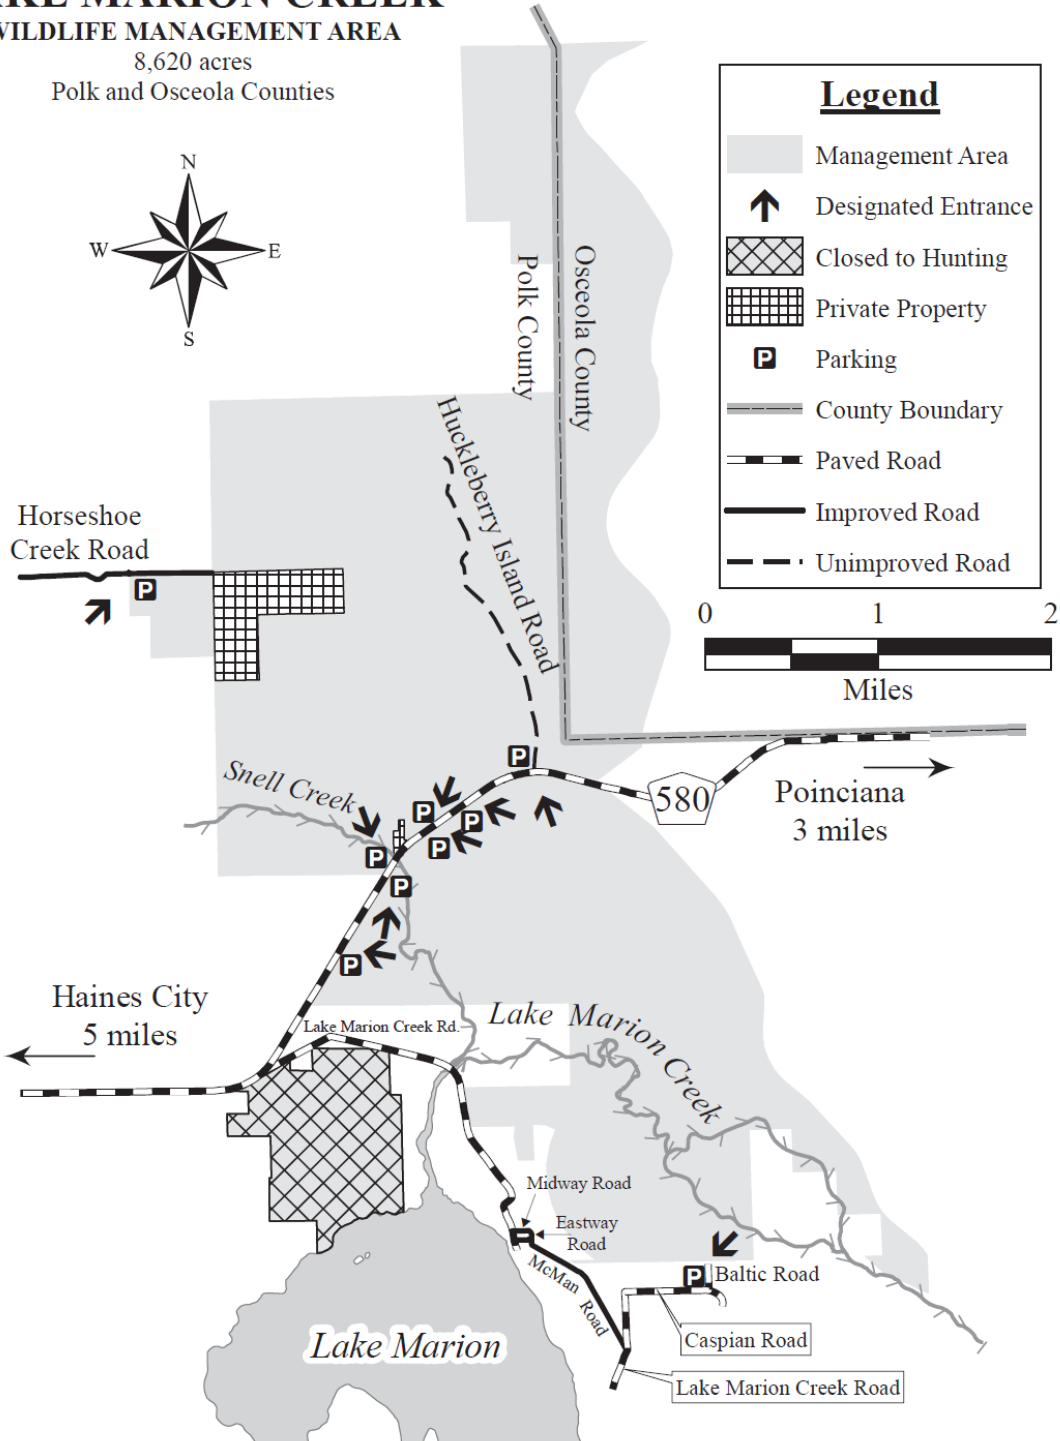 MARION CREEK
WILDLIFE MANAGEMENT AREA
8,620 acres
Polk and Osceola Counties
N
W
E
S
Legend
Management Area
Designated Entrance
Closed to Hunting
Private Property
P
Parking
County Boundary
Paved Road
Improved Road
Unimproved Road
0 1 2
Miles
Polk County
Osceola County
Huckleberry Island Road
Horseshoe
Creek Road
P
P
Snell Creek
P
P
P
P
P
P
580
Poinciana
3 miles
Haines City
5 miles
Lake Marion Creek Rd.
Lake Marion Creek
Midway Road
Eastway
Road
McMan Road
P
Baltic Road
Caspian Road
Lake Marion Creek Road
Lake Marion